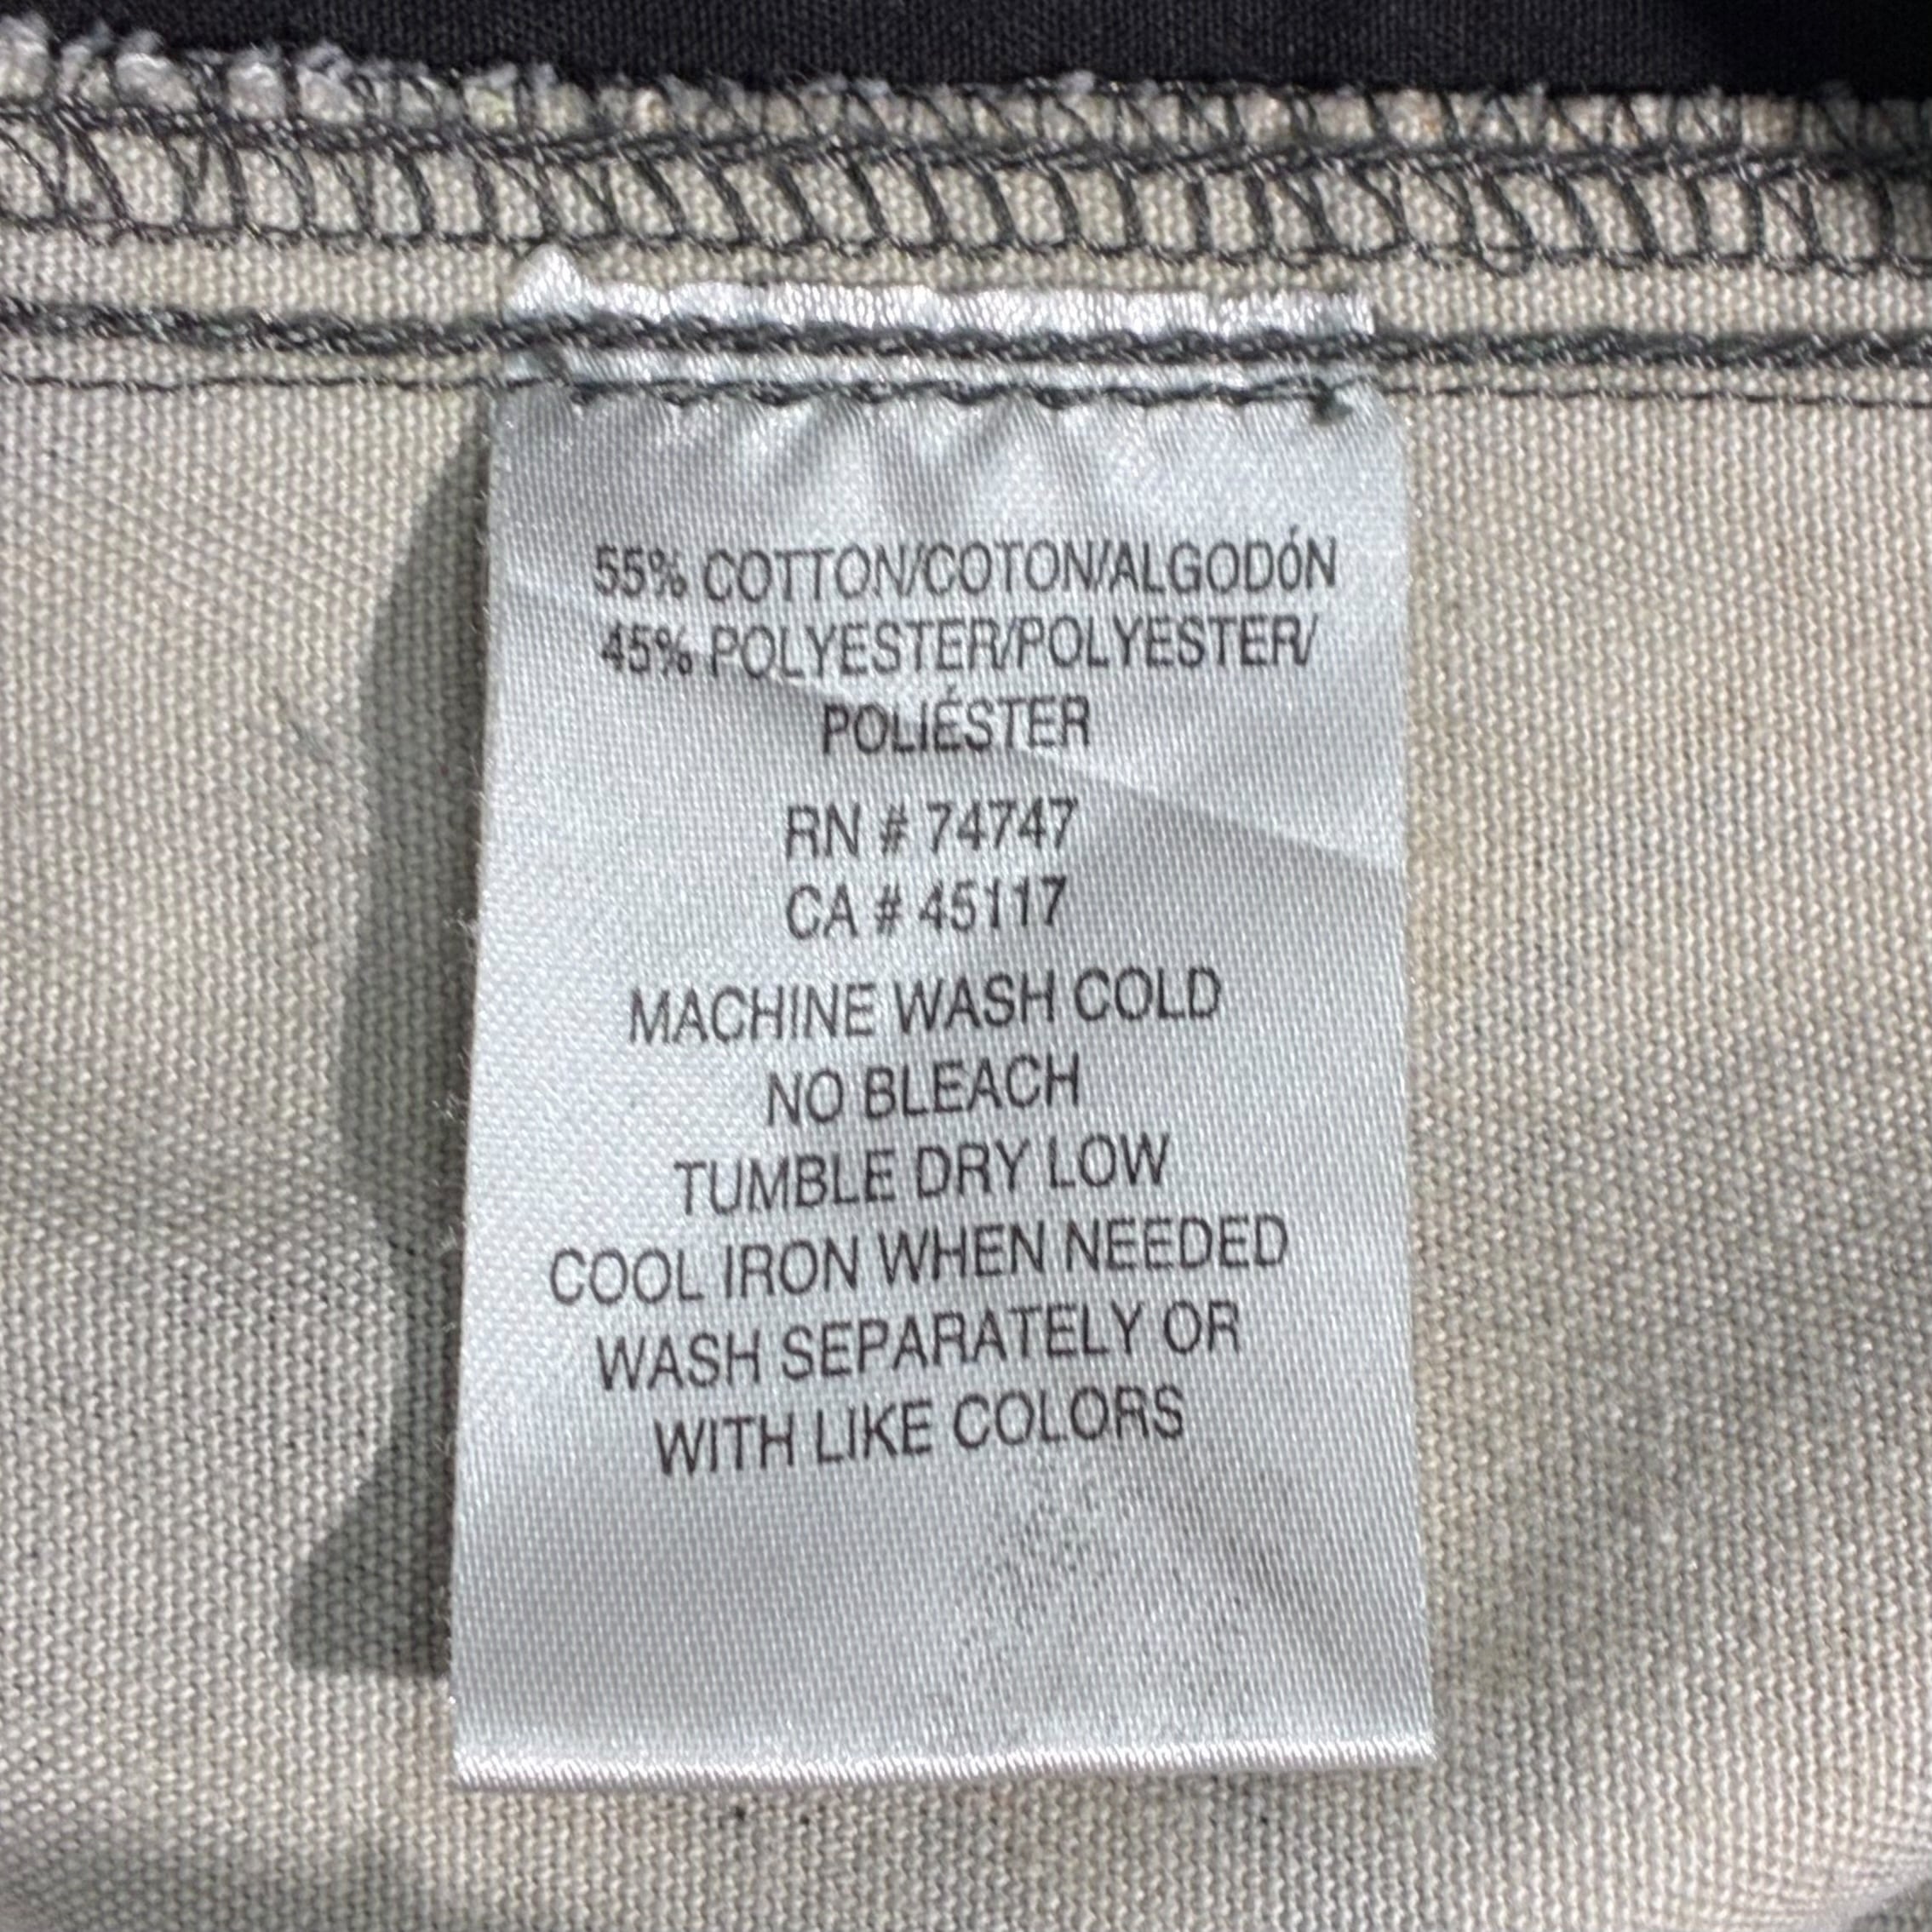 55% COTTON/COTON/ALGODÓN
45% POLYESTER/POLYESTER/
POLIÉSTER
RN # 74747
CA # 45117
MACHINE WASH COLD
NO BLEACH
TUMBLE DRY LOW
COOL IRON WHEN NEEDED
WASH SEPARATELY OR
WITH LIKE COLORS